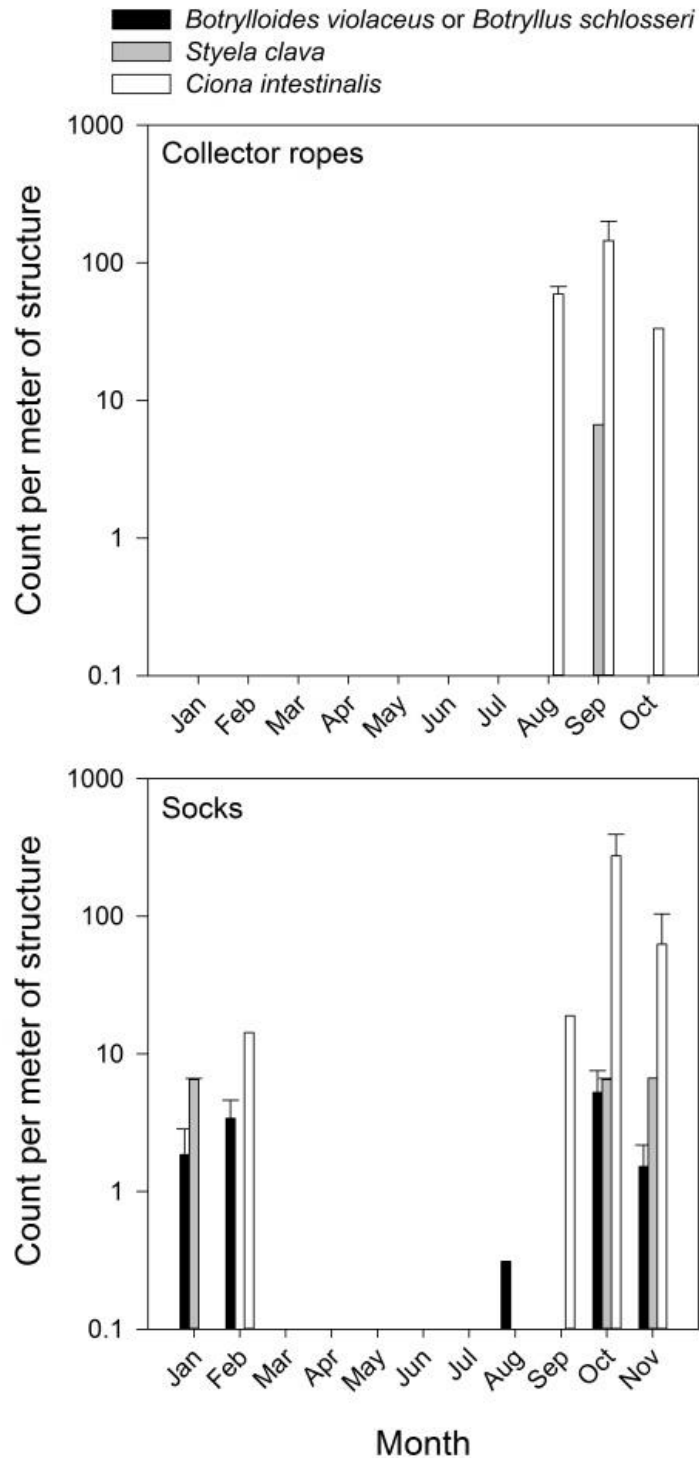 Botrylloides violaceus or Botryllus schlosseri
Styela clava
Ciona intestinalis
Collector ropes
Count per meter of structure
1000
100
10
1
0.1
Jan
Feb
Mar
Apr
May
Jun
Jul
Aug
Sep
Oct
Socks
Count per meter of structure
1000
100
10
1
0.1
Jan
Feb
Mar
Apr
May
Jun
Jul
Aug
Sep
Oct
Nov
Month